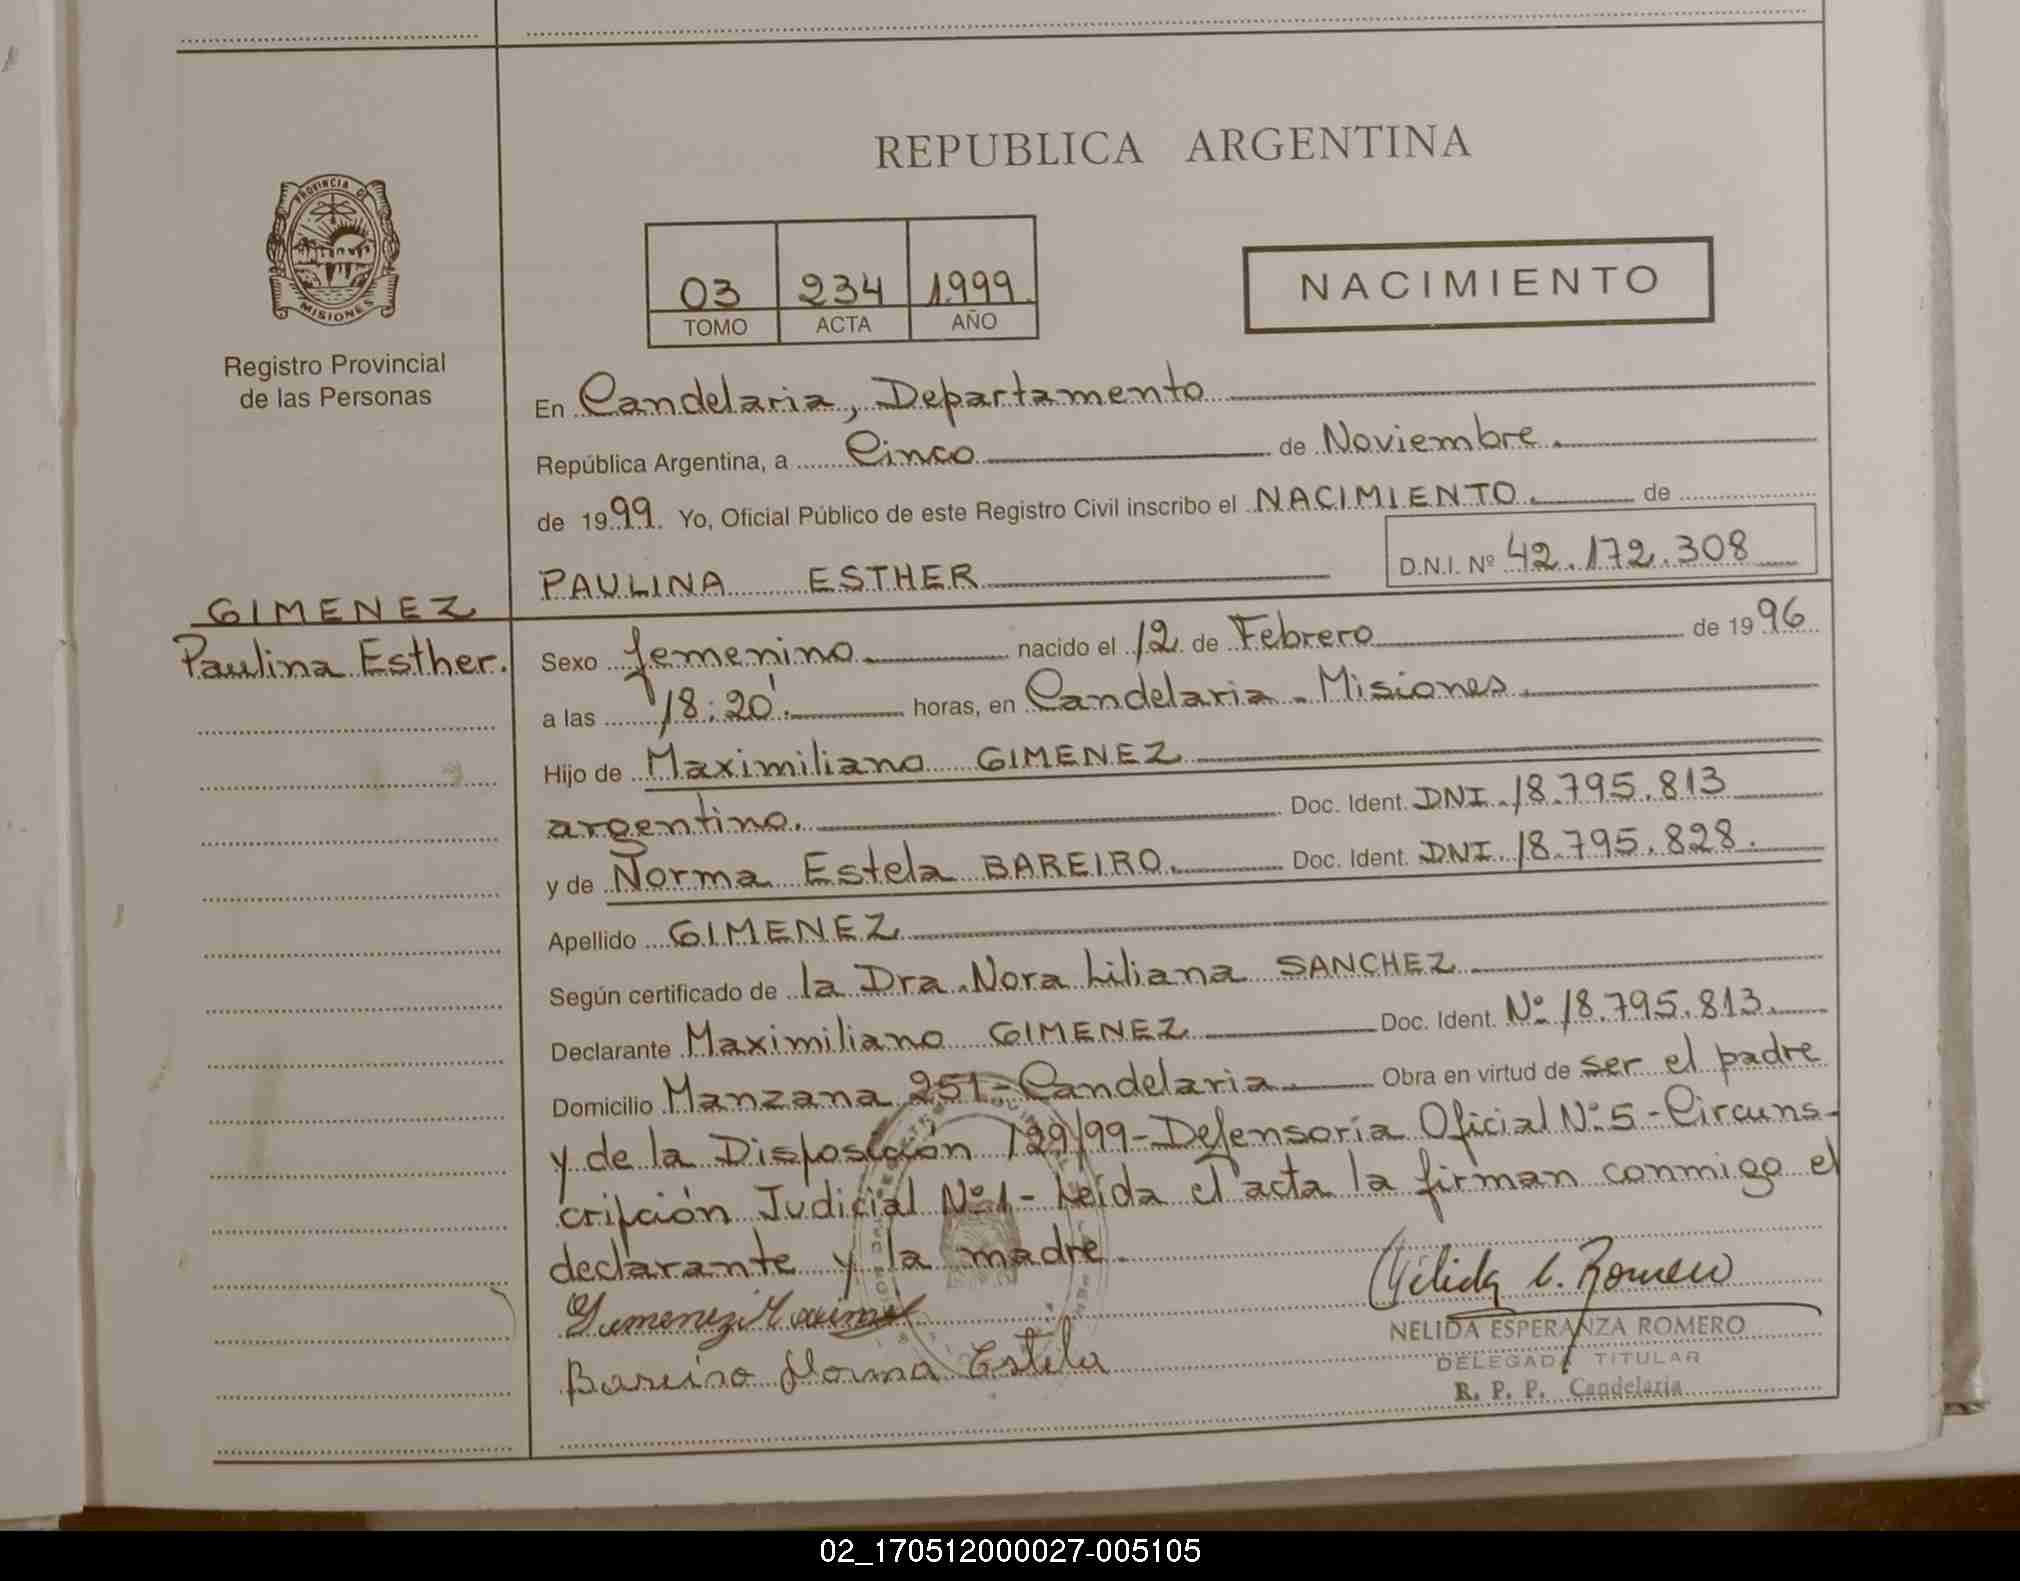 REPUBLICA ARGENTINA
PROVINCIA DE
MISIONES
Registro Provincial
de las Personas
03 234 1999
TOMO ACTA AÑO
NACIMIENTO
En Candelaria, Departamento
República Argentina, a Cinco de Noviembre
de 1999. Yo, Oficial Público de este Registro Civil inscribo el NACIMIENTO. de
PAULINA ESTHER D.N.I. Nº 42.172.308
GIMENEZ
Paulina Esther.
Sexo femenino nacido el 12 de Febrero de 1996
a las 18:20'. horas, en Candelaria - Misiones.
Hijo de Maximiliano GIMENEZ
argentino. Doc. Ident. DNI. 18.795.813
y de Norma Estela BAREIRO. Doc. Ident. DNI. 18.795.828.
Apellido GIMENEZ
Según certificado de la Dra. Nora Liliana SANCHEZ
Declarante Maximiliano GIMENEZ Doc. Ident. Nº 18.795.813.
Domicilio Manzana 251 - Candelaria. Obra en virtud de ser el padre
y de la Disposición 129/99 - Defensoría Oficial Nº 5 - Circuns-
cripción Judicial Nº 1 - Leída el acta la firman conmigo el
declarante y la madre.
Gimenez Maximi
Bareiro Norma Estela
Nélida E. Romero
NELIDA ESPERANZA ROMERO
DELEGADA TITULAR
R. P. P. Candelaria
02_170512000027-005105